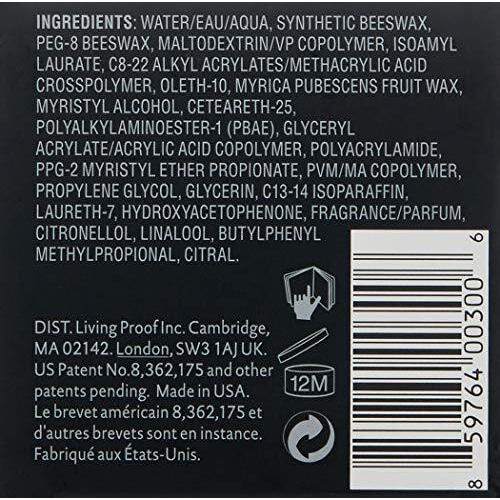 INGREDIENTS: WATER/EAU/AQUA, SYNTHETIC BEESWAX,
PEG-8 BEESWAX, MALTODEXTRIN/VP COPOLYMER, ISOAMYL
LAURATE, C8-22 ALKYL ACRYLATES/METHACRYLIC ACID
CROSSPOLYMER, OLETH-10, MYRICA PUBESCENS FRUIT WAX,
MYRISTYL ALCOHOL, CETEARETH-25,
POLYALKYLAMINOESTER-1 (PBAE), GLYCERYL
ACRYLATE/ACRYLIC ACID COPOLYMER, POLYACRYLAMIDE,
PPG-2 MYRISTYL ETHER PROPIONATE, PVM/MA COPOLYMER,
PROPYLENE GLYCOL, GLYCERIN, C13-14 ISOPARAFFIN,
LAURETH-7, HYDROXYACETOPHENONE, FRAGRANCE/PARFUM,
CITRONELLOL, LINALOOL, BUTYLPHENYL
METHYLPROPIONAL, CITRAL.
DIST. Living Proof Inc. Cambridge,
MA 02142. London, SW3 1AJ UK.
US Patent No.8,362,175 and other
patents pending. Made in USA.
Le brevet américain 8,362,175 et
d'autres brevets sont en instance.
Fabriqué aux États-Unis.
12M
8 59764 00300 6